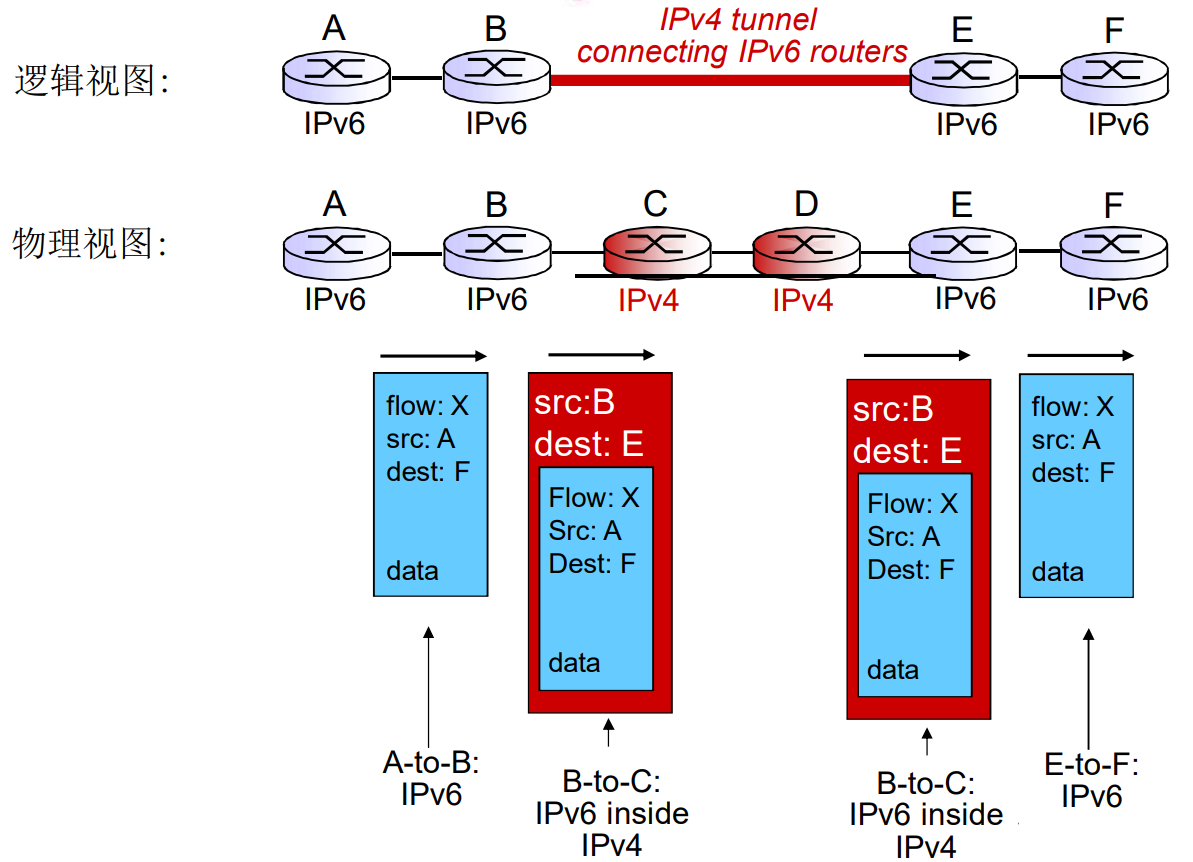 IPv4 tunnel
connecting IPv6 routers
逻辑视图:
A
B
E
F
IPv6
IPv6
IPv6
IPv6
物理视图:
A
B
C
D
E
F
IPv6
IPv6
IPv4
IPv4
IPv6
IPv6
flow: X
src: A
dest: F
data
src:B
dest: E
Flow: X
Src: A
Dest: F
data
src:B
dest: E
Flow: X
Src: A
Dest: F
data
flow: X
src: A
dest: F
data
A-to-B:
IPv6
B-to-C:
IPv6 inside
IPv4
B-to-C:
IPv6 inside
IPv4
E-to-F:
IPv6